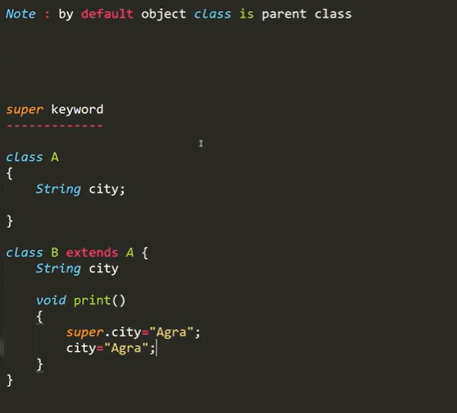 Note : by default object class is parent class
super keyword
-------------
class A
{
    String city;
}
class B extends A {
    String city
    void print()
    {
        super.city="Agra";
        city="Agra";
    }
}